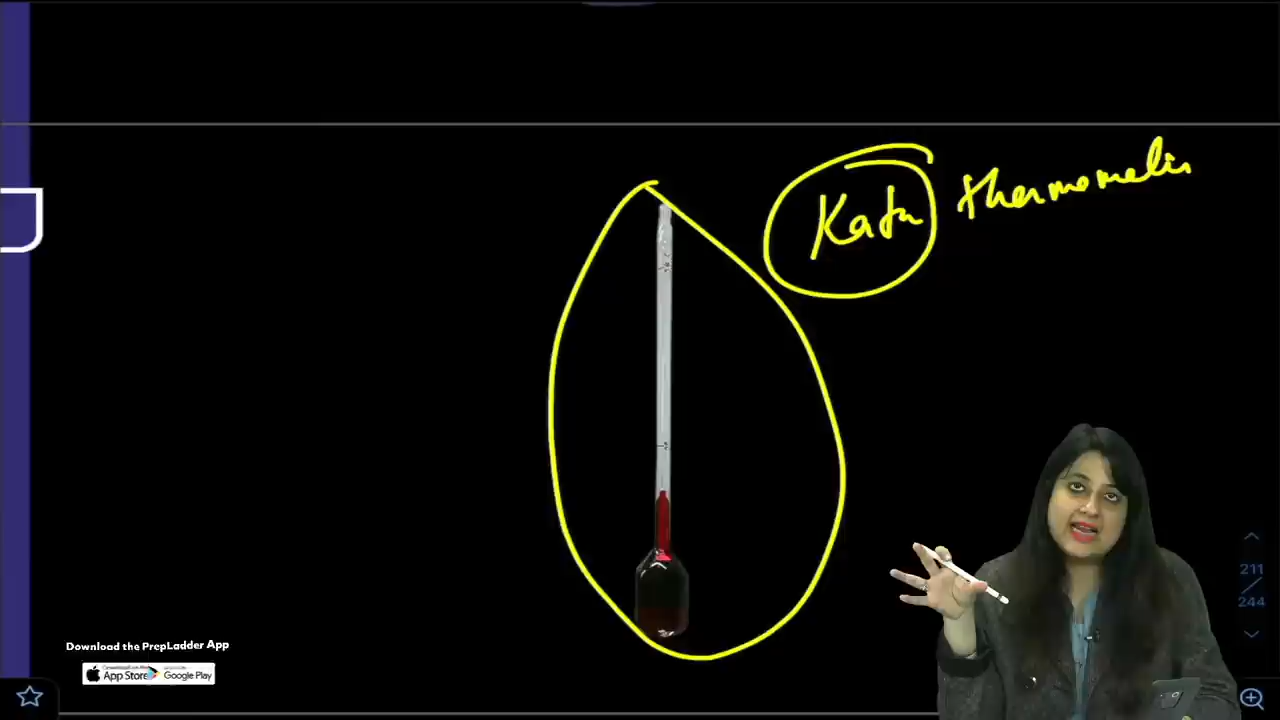 Kata thermometer
Download the PrepLadder App
App Store
Google Play
211
244